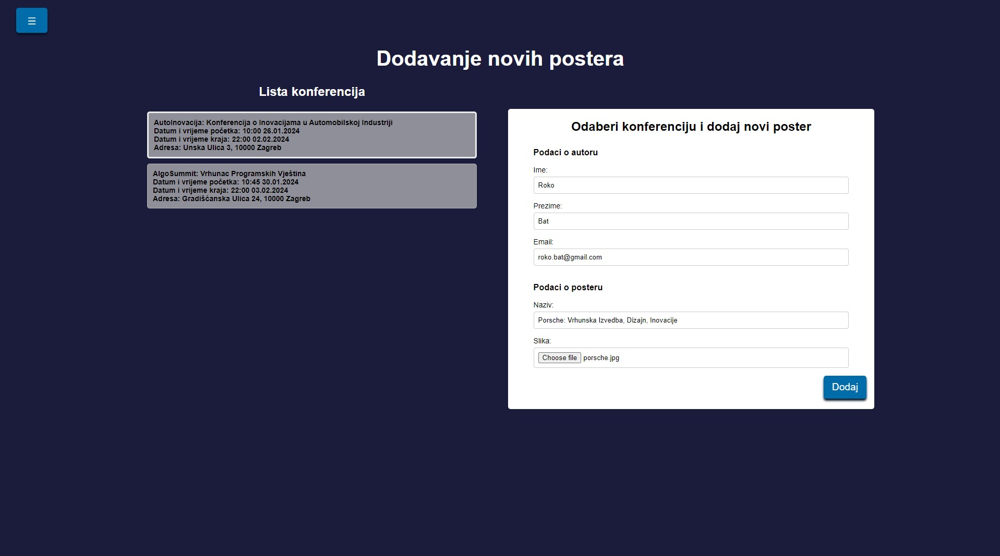 Dodavanje novih postera
Lista konferencija
AutoInovacija: Konferencija o Inovacijama u Automobilskoj Industriji
Datum i vrijeme početka: 10:00 26.01.2024
Datum i vrijeme kraja: 22:00 02.02.2024
Adresa: Unska Ulica 3, 10000 Zagreb
AlgoSummit: Vrhunac Programskih Vještina
Datum i vrijeme početka: 10:45 30.01.2024
Datum i vrijeme kraja: 22:00 03.02.2024
Adresa: Gradišćanska Ulica 24, 10000 Zagreb
Odaberi konferenciju i dodaj novi poster
Podaci o autoru
Ime:
Roko
Prezime:
Bat
Email:
roko.bat@gmail.com
Podaci o posteru
Naziv:
Porsche: Vrhunska Izvedba, Dizajn, Inovacije
Slika:
Choose file porsche.jpg
Dodaj